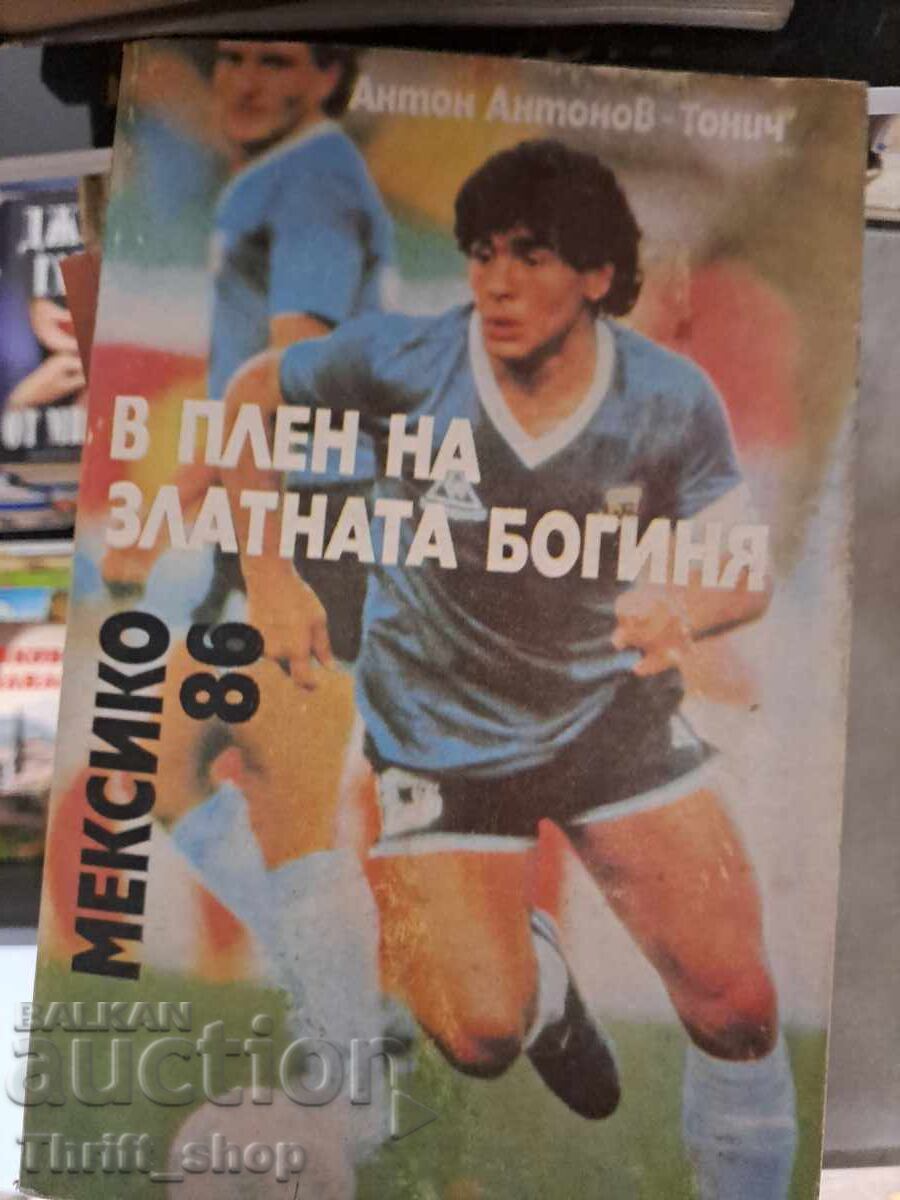 Антон Антонов - Тонич
В ПЛЕН НА
ЗЛАТНАТА БОГИНЯ
МЕКСИКО
86
BALKAN
auction
Thrift_shop